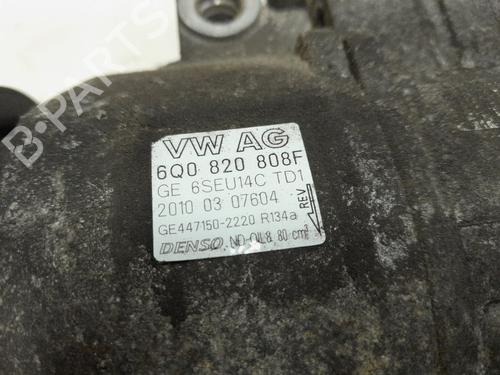 VW AG
6Q0 820 808F
GE 6SEU14C TD1
2010 03 07604
GE447150-2220 R134a
REV
DENSO ND-OIL8 80 cm³
B-PARTS